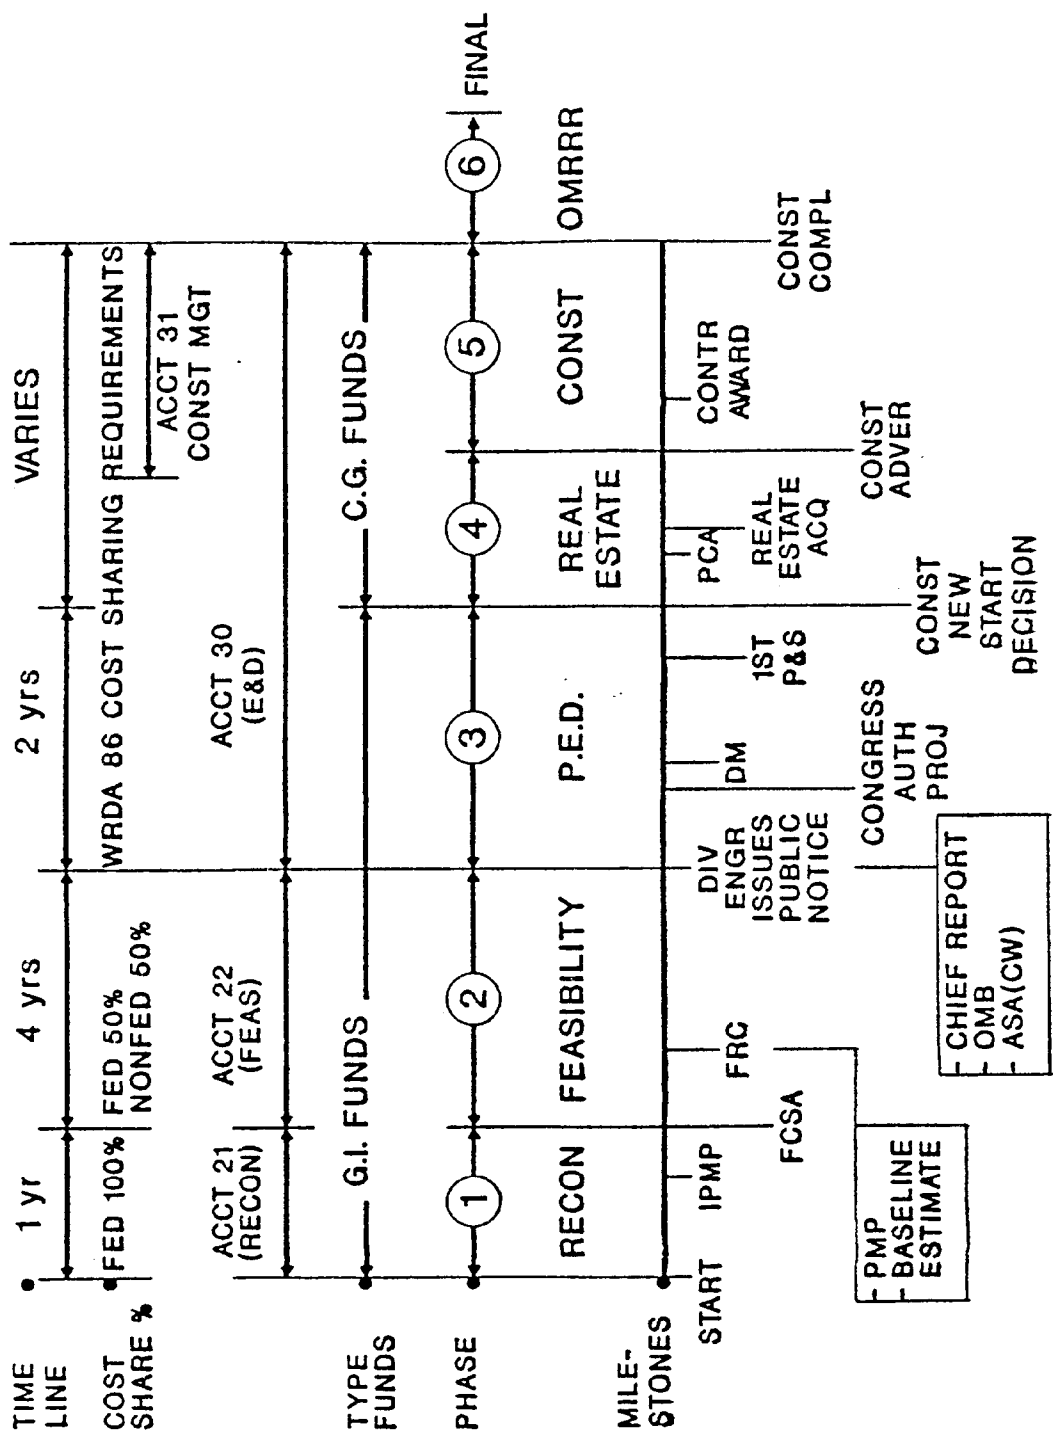 TIME
LINE
1 yr
4 yrs
2 yrs
VARIES
COST
SHARE %
FED 100%
FED 50%
NONFED 50%
WRDA 86 COST SHARING REQUIREMENTS
ACCT 31
CONST MGT
ACCT 21
(RECON)
ACCT 22
(FEAS)
ACCT 30
(E&D)
TYPE
FUNDS
G.I. FUNDS
C.G. FUNDS
PHASE
1
2
3
4
5
6
FINAL
RECON
FEASIBILITY
P.E.D.
REAL
ESTATE
CONST
OMRRR
MILE-
STONES
START
IPMP
FCSA
FRC
DIV
ENGR
ISSUES
PUBLIC
NOTICE
CONGRESS
AUTH
PROJ
DM
1ST
P&S
CONST
NEW
START
DECISION
PCA
REAL
ESTATE
ACQ
CONST
ADVER
CONTR
AWARD
CONST
COMPL
- PMP
- BASELINE
ESTIMATE
- CHIEF REPORT
- OMB
- ASA(CW)